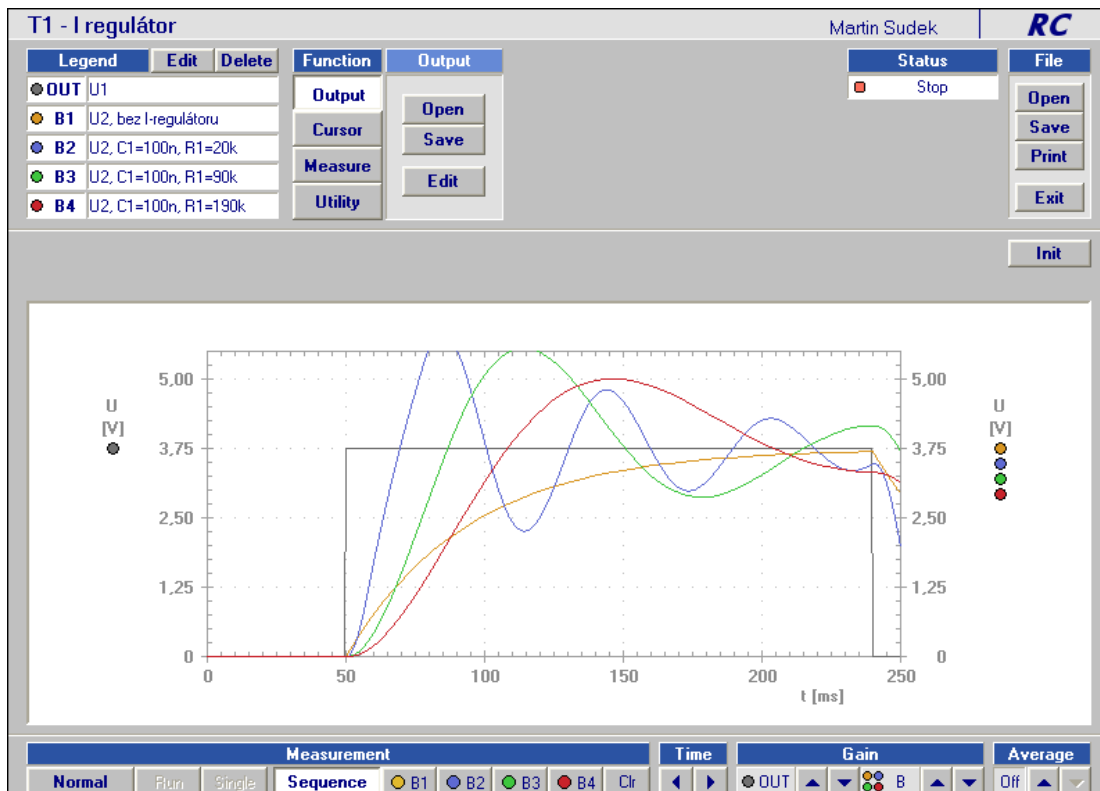 T1 - I regulátor
Martin Sudek
RC
Legend Edit Delete
OUT U1
B1 U2, bez I-regulátoru
B2 U2, C1=100n, R1=20k
B3 U2, C1=100n, R1=90k
B4 U2, C1=100n, R1=190k
Function
Output
Cursor
Measure
Utility
Output
Open
Save
Edit
Status
Stop
File
Open
Save
Print
Exit
Init
U
[V]
5,00
3,75
2,50
1,25
0
0 50 100 150 200 250
t [ms]
5,00
3,75
2,50
1,25
0
U
[V]
Measurement
Normal Run Single Sequence B1 B2 B3 B4 Clr
Time
Gain
OUT B
Average
Off